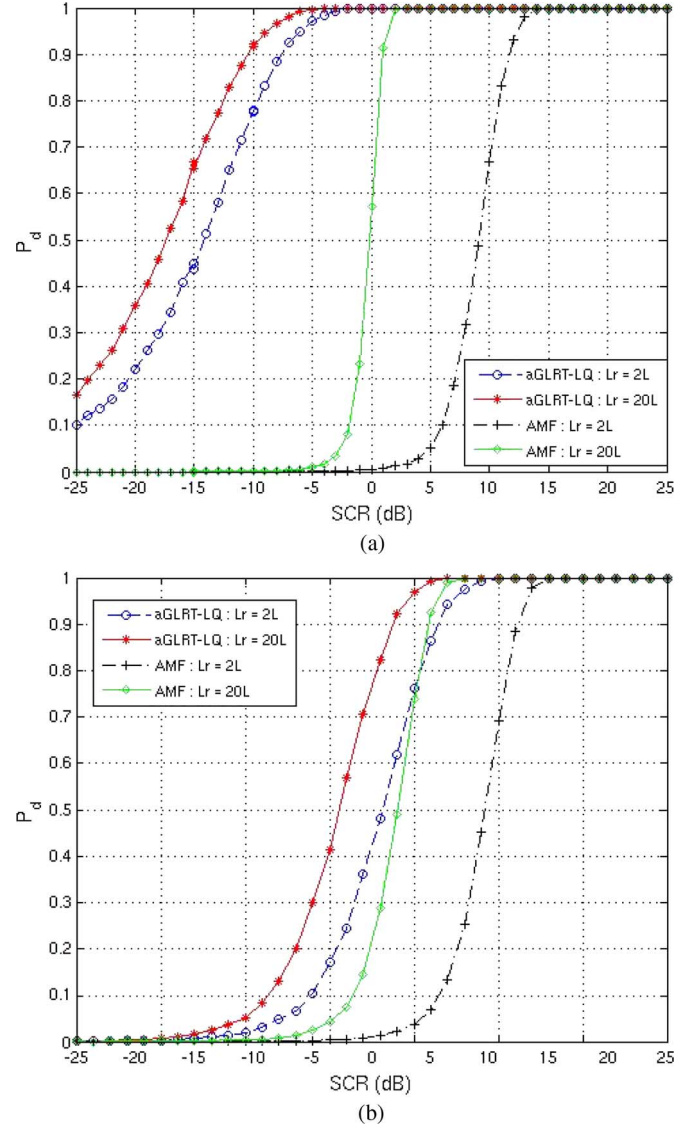 1
0.9
0.8
0.7
0.6
0.5
0.4
0.3
0.2
0.1
0
P_d
-25 -20 -15 -10 -5 0 5 10 15 20 25
SCR (dB)
aGLRT-LQ : Lr = 2L
aGLRT-LQ : Lr = 20L
AMF : Lr = 2L
AMF : Lr = 20L
(a)
1
0.9
0.8
0.7
0.6
0.5
0.4
0.3
0.2
0.1
0
P_d
-25 -20 -15 -10 -5 0 5 10 15 20 25
SCR (dB)
aGLRT-LQ : Lr = 2L
aGLRT-LQ : Lr = 20L
AMF : Lr = 2L
AMF : Lr = 20L
(b)